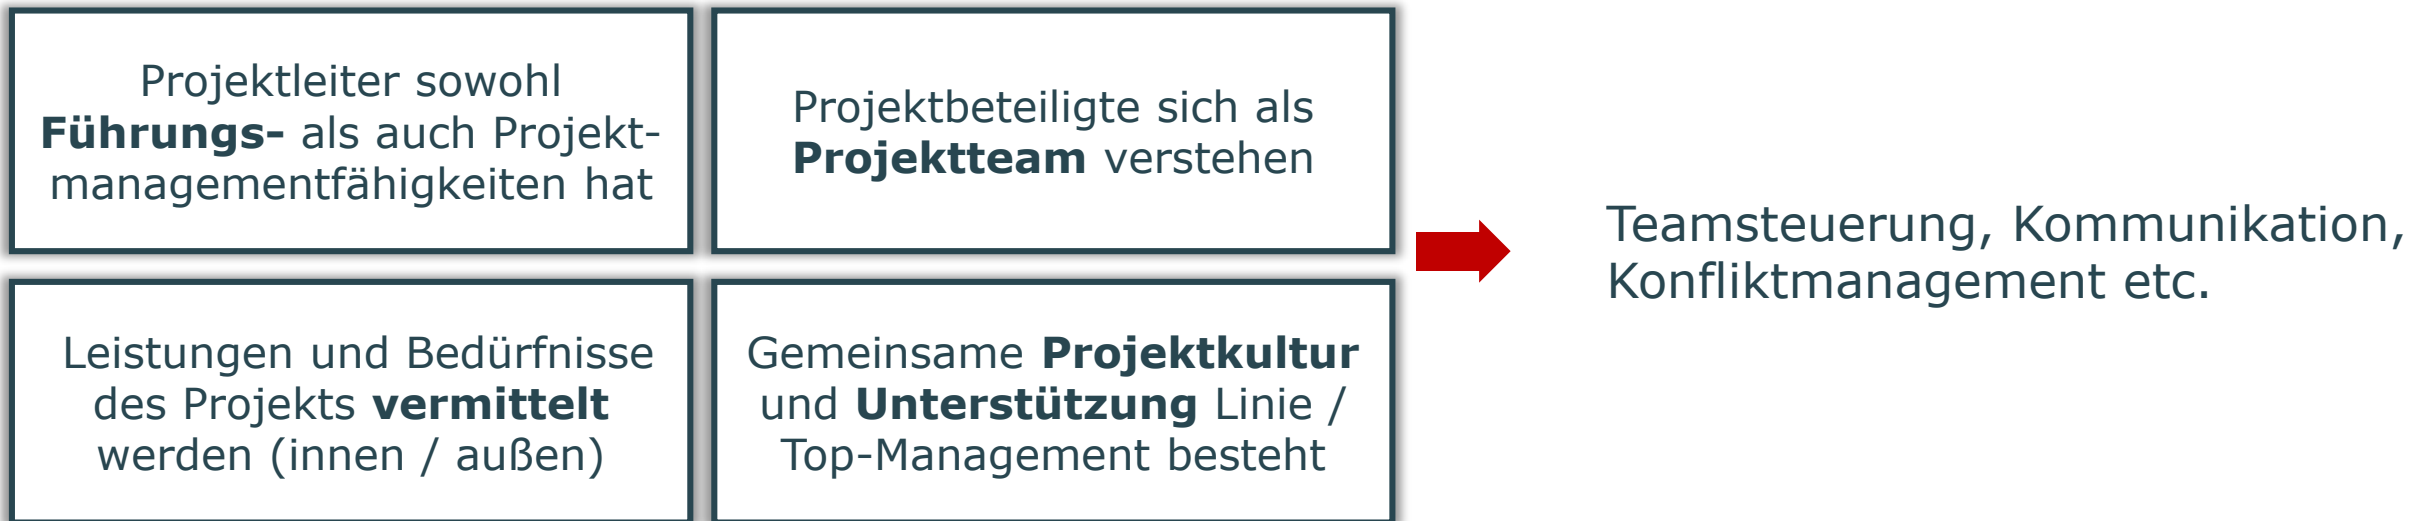 Projektleiter sowohl
Führungs- als auch Projekt-
managementfähigkeiten hat
Projektbeteiligte sich als
Projektteam verstehen
Leistungen und Bedürfnisse
des Projekts vermittelt
werden (innen / außen)
Gemeinsame Projektkultur
und Unterstützung Linie /
Top-Management besteht
Teamsteuerung, Kommunikation,
Konfliktmanagement etc.